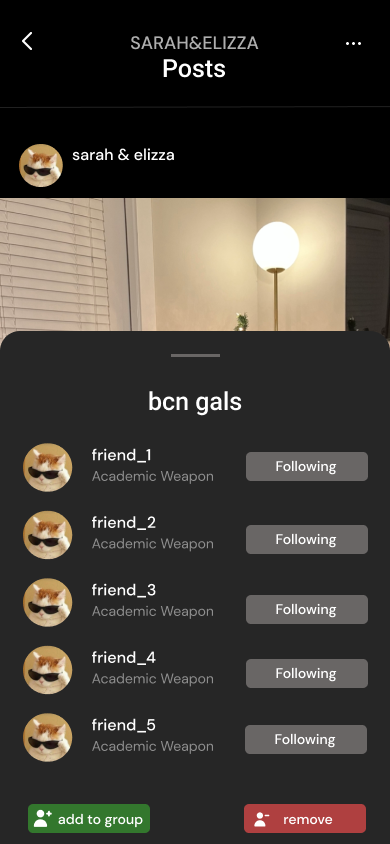 SARAH&ELIZZA
Posts
sarah & elizza
bcn gals
friend_1
Academic Weapon
Following
friend_2
Academic Weapon
Following
friend_3
Academic Weapon
Following
friend_4
Academic Weapon
Following
friend_5
Academic Weapon
Following
add to group
remove